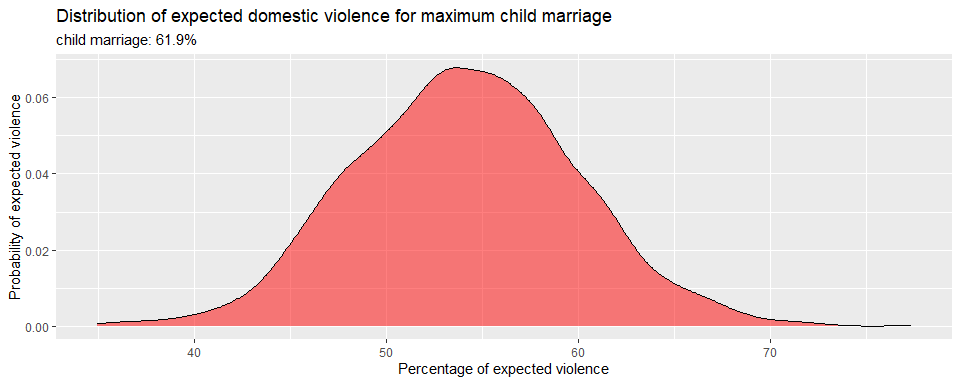 Distribution of expected domestic violence for maximum child marriage
child marriage: 61.9%
Probability of expected violence
0.06
0.04
0.02
0.00
40 50 60 70
Percentage of expected violence